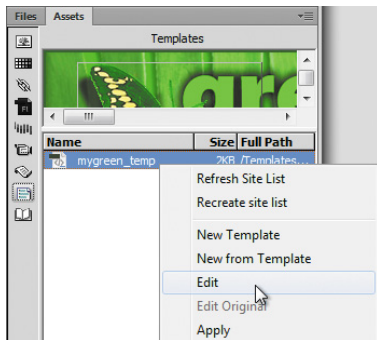 Files Assets
Templates
gre
Name Size Full Path
mygreen_temp 2KB /Templates...
Refresh Site List
Recreate site list
New Template
New from Template
Edit
Edit Original
Apply